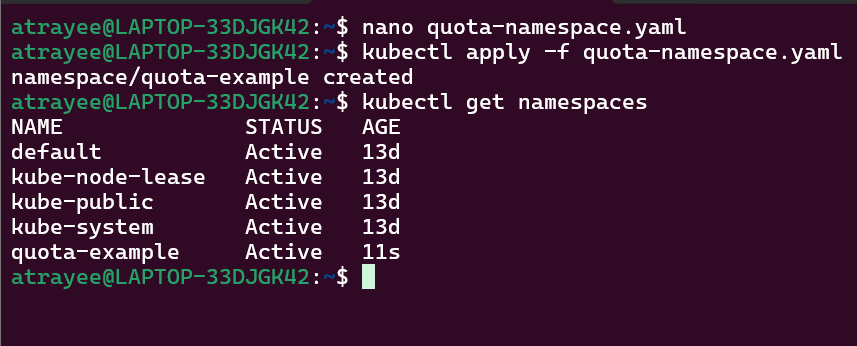 atrayee@LAPTOP-33DJGK42:~$ nano quota-namespace.yaml
atrayee@LAPTOP-33DJGK42:~$ kubectl apply -f quota-namespace.yaml
namespace/quota-example created
atrayee@LAPTOP-33DJGK42:~$ kubectl get namespaces
NAME              STATUS   AGE
default           Active   13d
kube-node-lease   Active   13d
kube-public       Active   13d
kube-system       Active   13d
quota-example     Active   11s
atrayee@LAPTOP-33DJGK42:~$